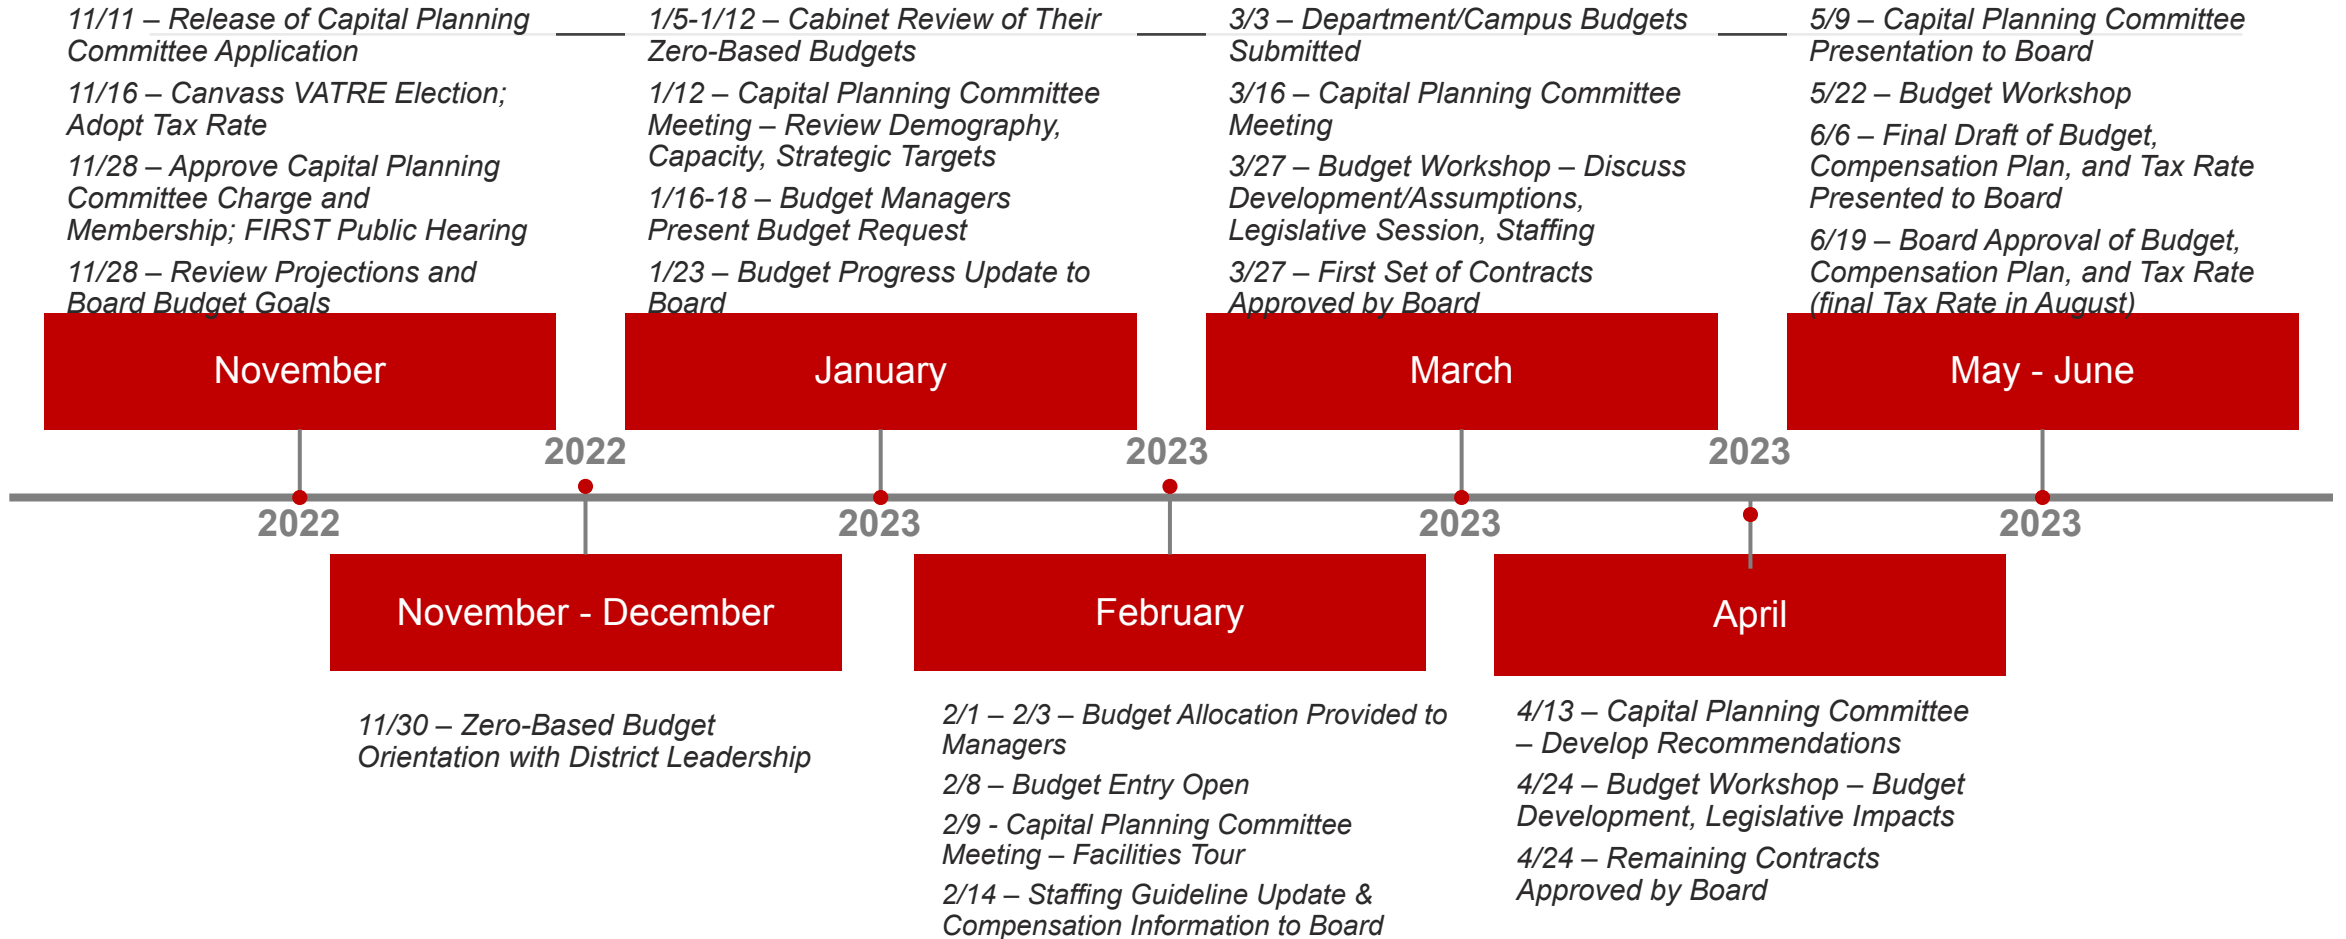 11/11 – Release of Capital Planning
Committee Application
11/16 – Canvass VATRE Election;
Adopt Tax Rate
11/28 – Approve Capital Planning
Committee Charge and
Membership; FIRST Public Hearing
11/28 – Review Projections and
Board Budget Goals
November
2022
2022
November - December
11/30 – Zero-Based Budget
Orientation with District Leadership
1/5-1/12 – Cabinet Review of Their
Zero-Based Budgets
1/12 – Capital Planning Committee
Meeting – Review Demography,
Capacity, Strategic Targets
1/16-18 – Budget Managers
Present Budget Request
1/23 – Budget Progress Update to
Board
January
2023
2023
February
2/1 – 2/3 – Budget Allocation Provided to
Managers
2/8 – Budget Entry Open
2/9 - Capital Planning Committee
Meeting – Facilities Tour
2/14 – Staffing Guideline Update &
Compensation Information to Board
3/3 – Department/Campus Budgets
Submitted
3/16 – Capital Planning Committee
Meeting
3/27 – Budget Workshop – Discuss
Development/Assumptions,
Legislative Session, Staffing
3/27 – First Set of Contracts
Approved by Board
March
2023
2023
April
4/13 – Capital Planning Committee
– Develop Recommendations
4/24 – Budget Workshop – Budget
Development, Legislative Impacts
4/24 – Remaining Contracts
Approved by Board
5/9 – Capital Planning Committee
Presentation to Board
5/22 – Budget Workshop
6/6 – Final Draft of Budget,
Compensation Plan, and Tax Rate
Presented to Board
6/19 – Board Approval of Budget,
Compensation Plan, and Tax Rate
(final Tax Rate in August)
May - June
2023